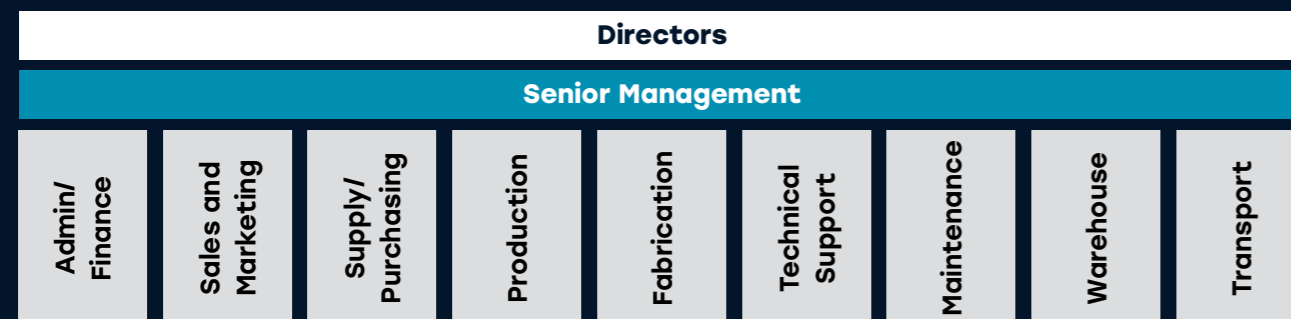 Directors
Senior Management
Admin/
Finance
Sales and
Marketing
Supply/
Purchasing
Production
Fabrication
Technical
Support
Maintenance
Warehouse
Transport